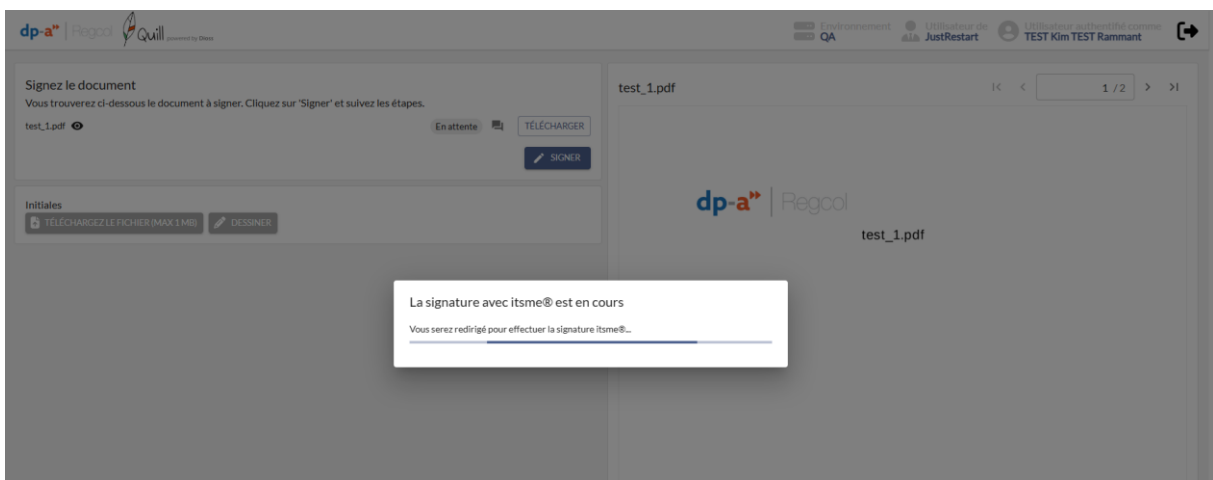 dp-a | Regcol Quill powered by Dioss
Environnement
QA
Utilisateur de
JustRestart
Utilisateur authentifié comme
TEST Kim TEST Rammant
Signez le document
Vous trouverez ci-dessous le document à signer. Cliquez sur 'Signer' et suivez les étapes.
test_1.pdf
En attente
TÉLÉCHARGER
SIGNER
Initiales
TÉLÉCHARGEZ LE FICHIER (MAX 1 MB)
DESSINER
test_1.pdf
1 / 2
dp-a | Regcol
test_1.pdf
La signature avec itsme® est en cours
Vous serez redirigé pour effectuer la signature itsme®...